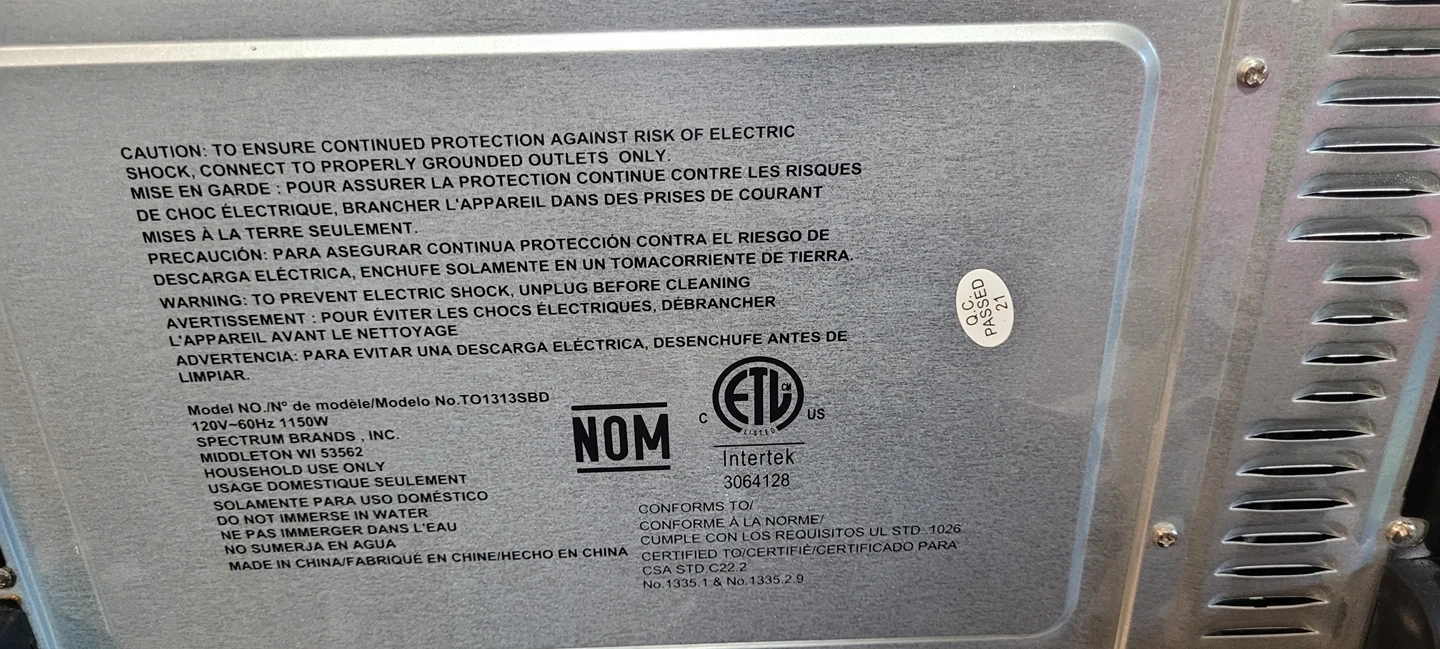 CAUTION: TO ENSURE CONTINUED PROTECTION AGAINST RISK OF ELECTRIC
SHOCK, CONNECT TO PROPERLY GROUNDED OUTLETS ONLY.
MISE EN GARDE : POUR ASSURER LA PROTECTION CONTINUE CONTRE LES RISQUES
DE CHOC ÉLECTRIQUE, BRANCHER L'APPAREIL DANS DES PRISES DE COURANT
MISES À LA TERRE SEULEMENT.
PRECAUCIÓN: PARA ASEGURAR CONTINUA PROTECCIÓN CONTRA EL RIESGO DE
DESCARGA ELÉCTRICA, ENCHUFE SOLAMENTE EN UN TOMACORRIENTE DE TIERRA.
WARNING: TO PREVENT ELECTRIC SHOCK, UNPLUG BEFORE CLEANING
AVERTISSEMENT : POUR ÉVITER LES CHOCS ÉLECTRIQUES, DÉBRANCHER
L'APPAREIL AVANT LE NETTOYAGE
ADVERTENCIA: PARA EVITAR UNA DESCARGA ELÉCTRICA, DESENCHUFE ANTES DE
LIMPIAR.
Model NO./N° de modèle/Modelo No.TO1313SBD
120V~60Hz 1150W
SPECTRUM BRANDS , INC.
MIDDLETON WI 53562
HOUSEHOLD USE ONLY
USAGE DOMESTIQUE SEULEMENT
SOLAMENTE PARA USO DOMÉSTICO
DO NOT IMMERSE IN WATER
NE PAS IMMERGER DANS L'EAU
NO SUMERJA EN AGUA
MADE IN CHINA/FABRIQUÉ EN CHINE/HECHO EN CHINA
NOM
ETL CM
LISTED
C US
Intertek
3064128
CONFORMS TO/
CONFORME À LA NORME/
CUMPLE CON LOS REQUISITOS UL STD. 1026
CERTIFIED TO/CERTIFIÉ/CERTIFICADO PARA
CSA STD C22.2
No.1335.1 & No.1335.2.9
Q.C.
PASSED
21